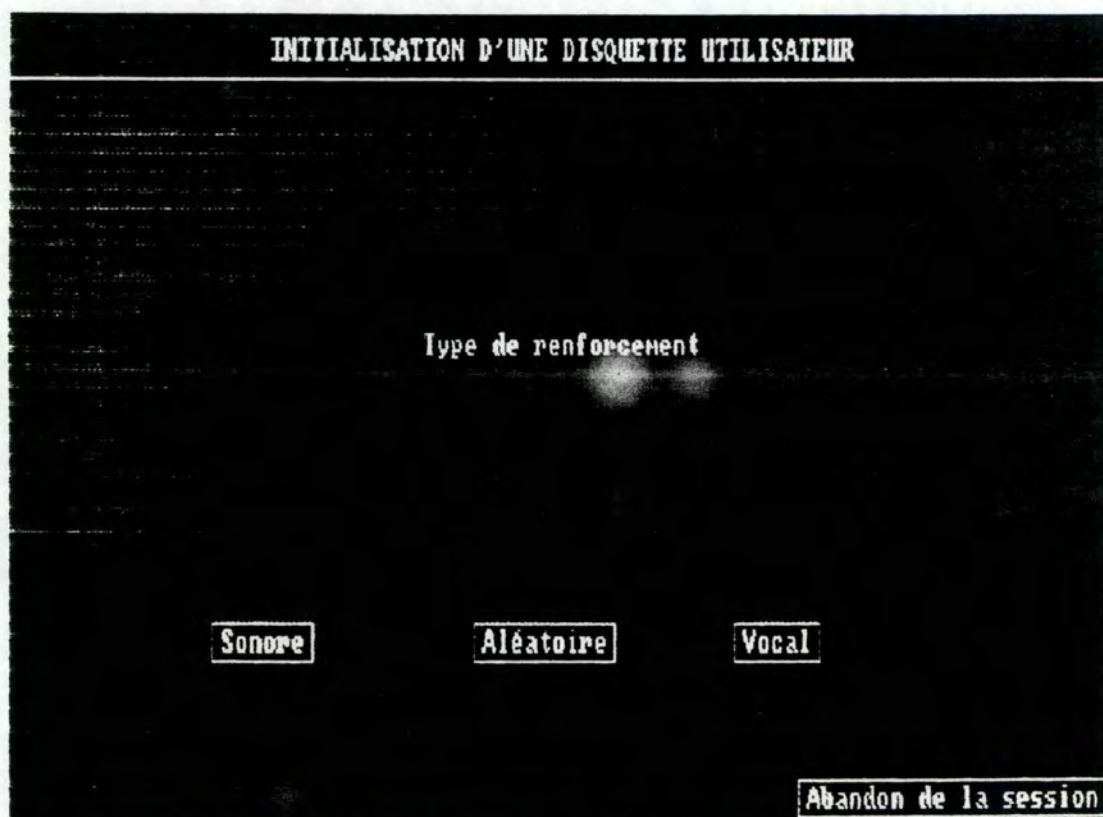 INITIALISATION D'UNE DISQUETTE UTILISATEUR
Type de renforcement
Sonore Aléatoire Vocal
Abandon de la session